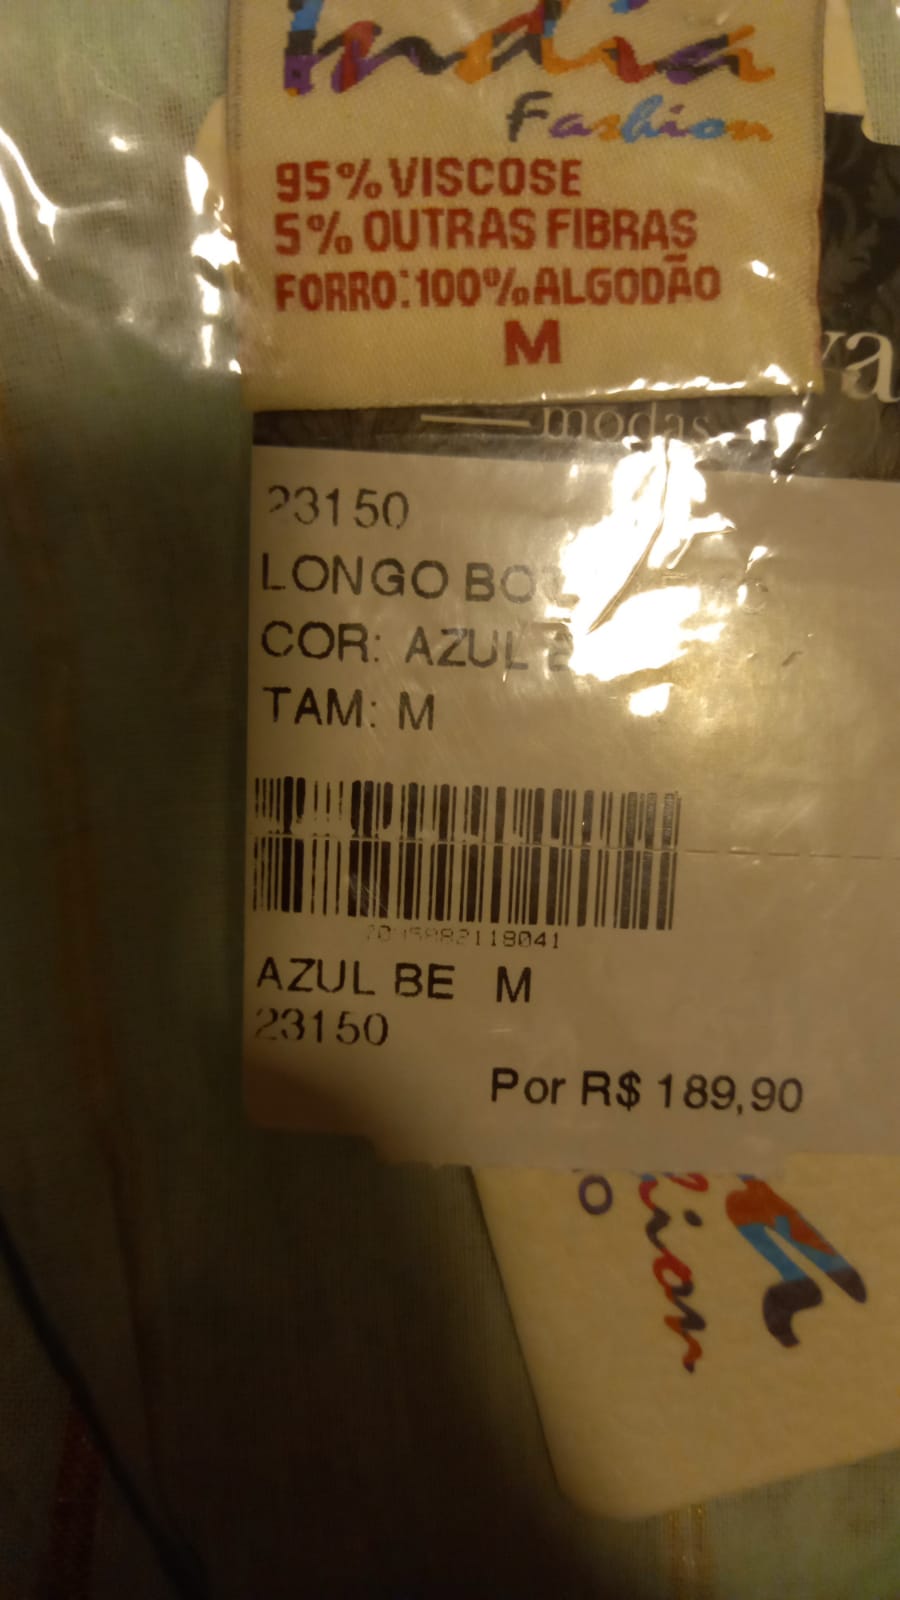 India
Fashion
95% VISCOSE
5% OUTRAS FIBRAS
FORRO: 100% ALGODÃO
M
modas
23150
LONGO
COR: AZUL
TAM: M
AZUL BE M
23150
Por R$ 189,90